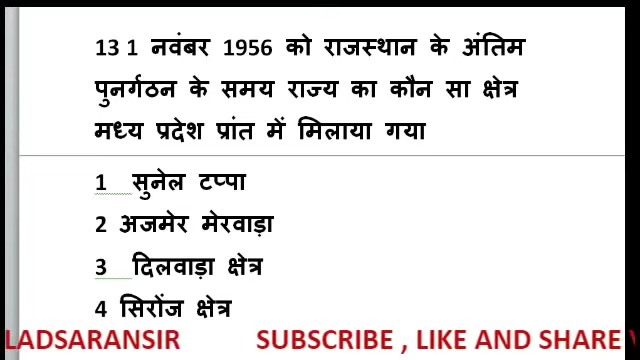 13 1 नवंबर 1956 को राजस्थान के अंतिम
पुनर्गठन के समय राज्य का कौन सा क्षेत्र
मध्य प्रदेश प्रांत में मिलाया गया
1 सुनेल टप्पा
2 अजमेर मेरवाड़ा
3 दिलवाड़ा क्षेत्र
4 सिरोंज क्षेत्र
LADSARANSIR SUBSCRIBE , LIKE AND SHARE